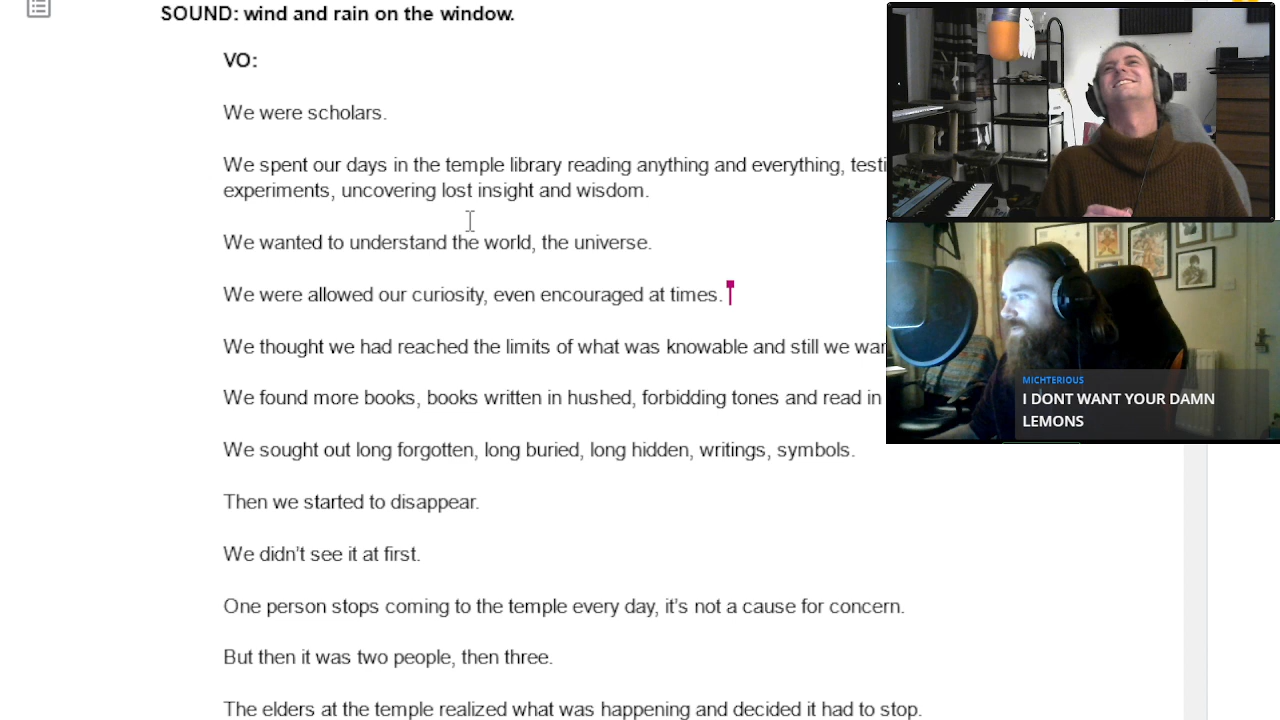 SOUND: wind and rain on the window.
VO:
We were scholars.
We spent our days in the temple library reading anything and everything, testi
experiments, uncovering lost insight and wisdom.
We wanted to understand the world, the universe.
We were allowed our curiosity, even encouraged at times.
We thought we had reached the limits of what was knowable and still we wan
We found more books, books written in hushed, forbidding tones and read in
We sought out long forgotten, long buried, long hidden, writings, symbols.
Then we started to disappear.
We didn’t see it at first.
One person stops coming to the temple every day, it’s not a cause for concern.
But then it was two people, then three.
The elders at the temple realized what was happening and decided it had to stop.
MICHTERIOUS
I DONT WANT YOUR DAMN
LEMONS